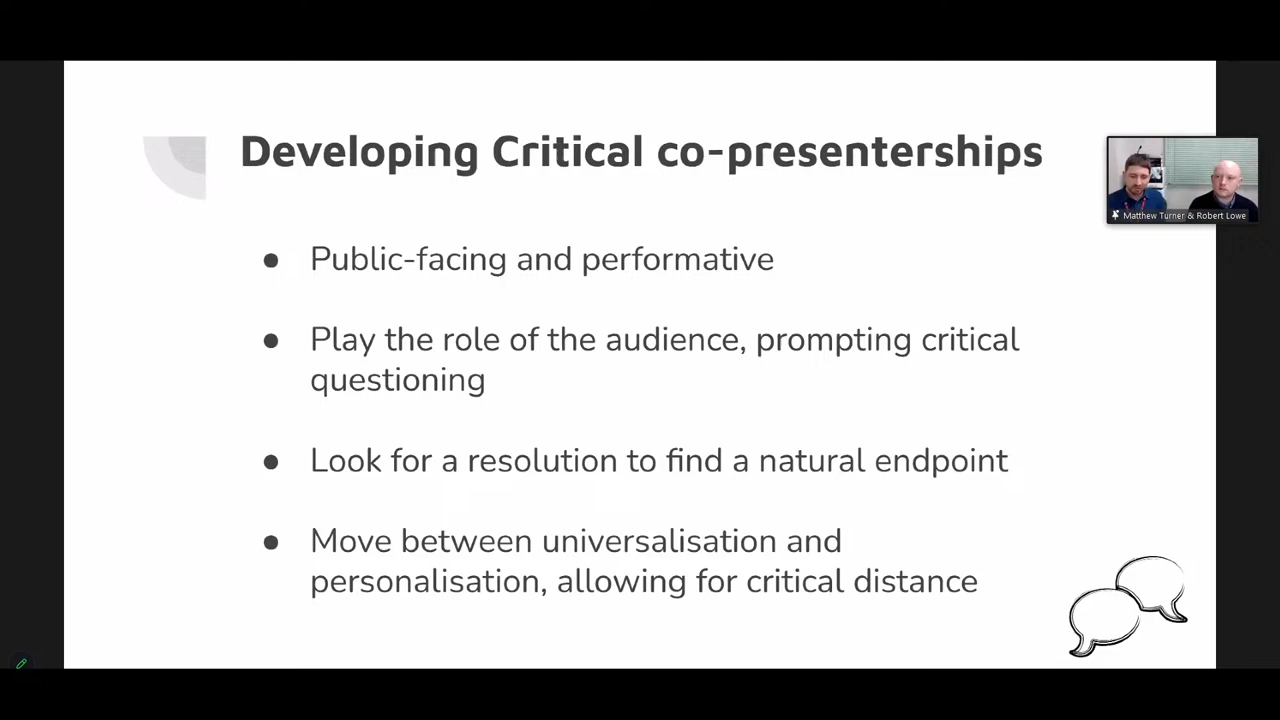 Developing Critical co-presenterships
Matthew Turner & Robert Lowe
● Public-facing and performative
● Play the role of the audience, prompting critical
questioning
● Look for a resolution to find a natural endpoint
● Move between universalisation and
personalisation, allowing for critical distance